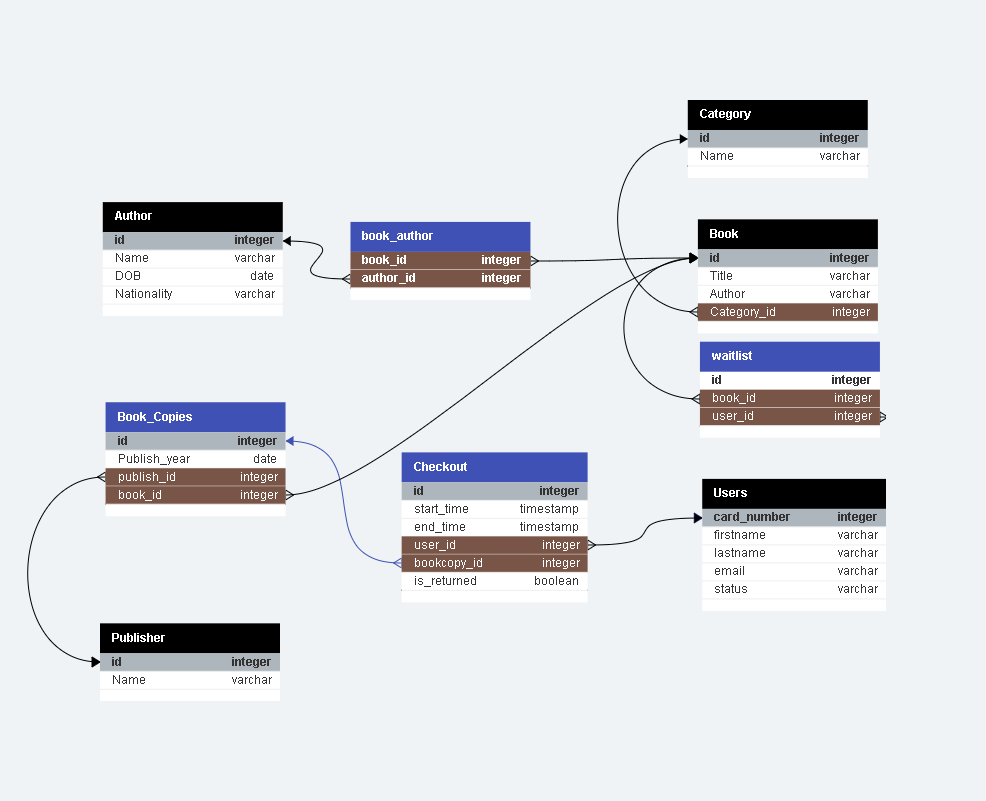 Category
id integer
Name varchar
Author
id integer
Name varchar
DOB date
Nationality varchar
book_author
book_id integer
author_id integer
Book
id integer
Title varchar
Author varchar
Category_id integer
waitlist
id integer
book_id integer
user_id integer
Book_Copies
id integer
Publish_year date
publish_id integer
book_id integer
Checkout
id integer
start_time timestamp
end_time timestamp
user_id integer
bookcopy_id integer
is_returned boolean
Users
card_number integer
firstname varchar
lastname varchar
email varchar
status varchar
Publisher
id integer
Name varchar